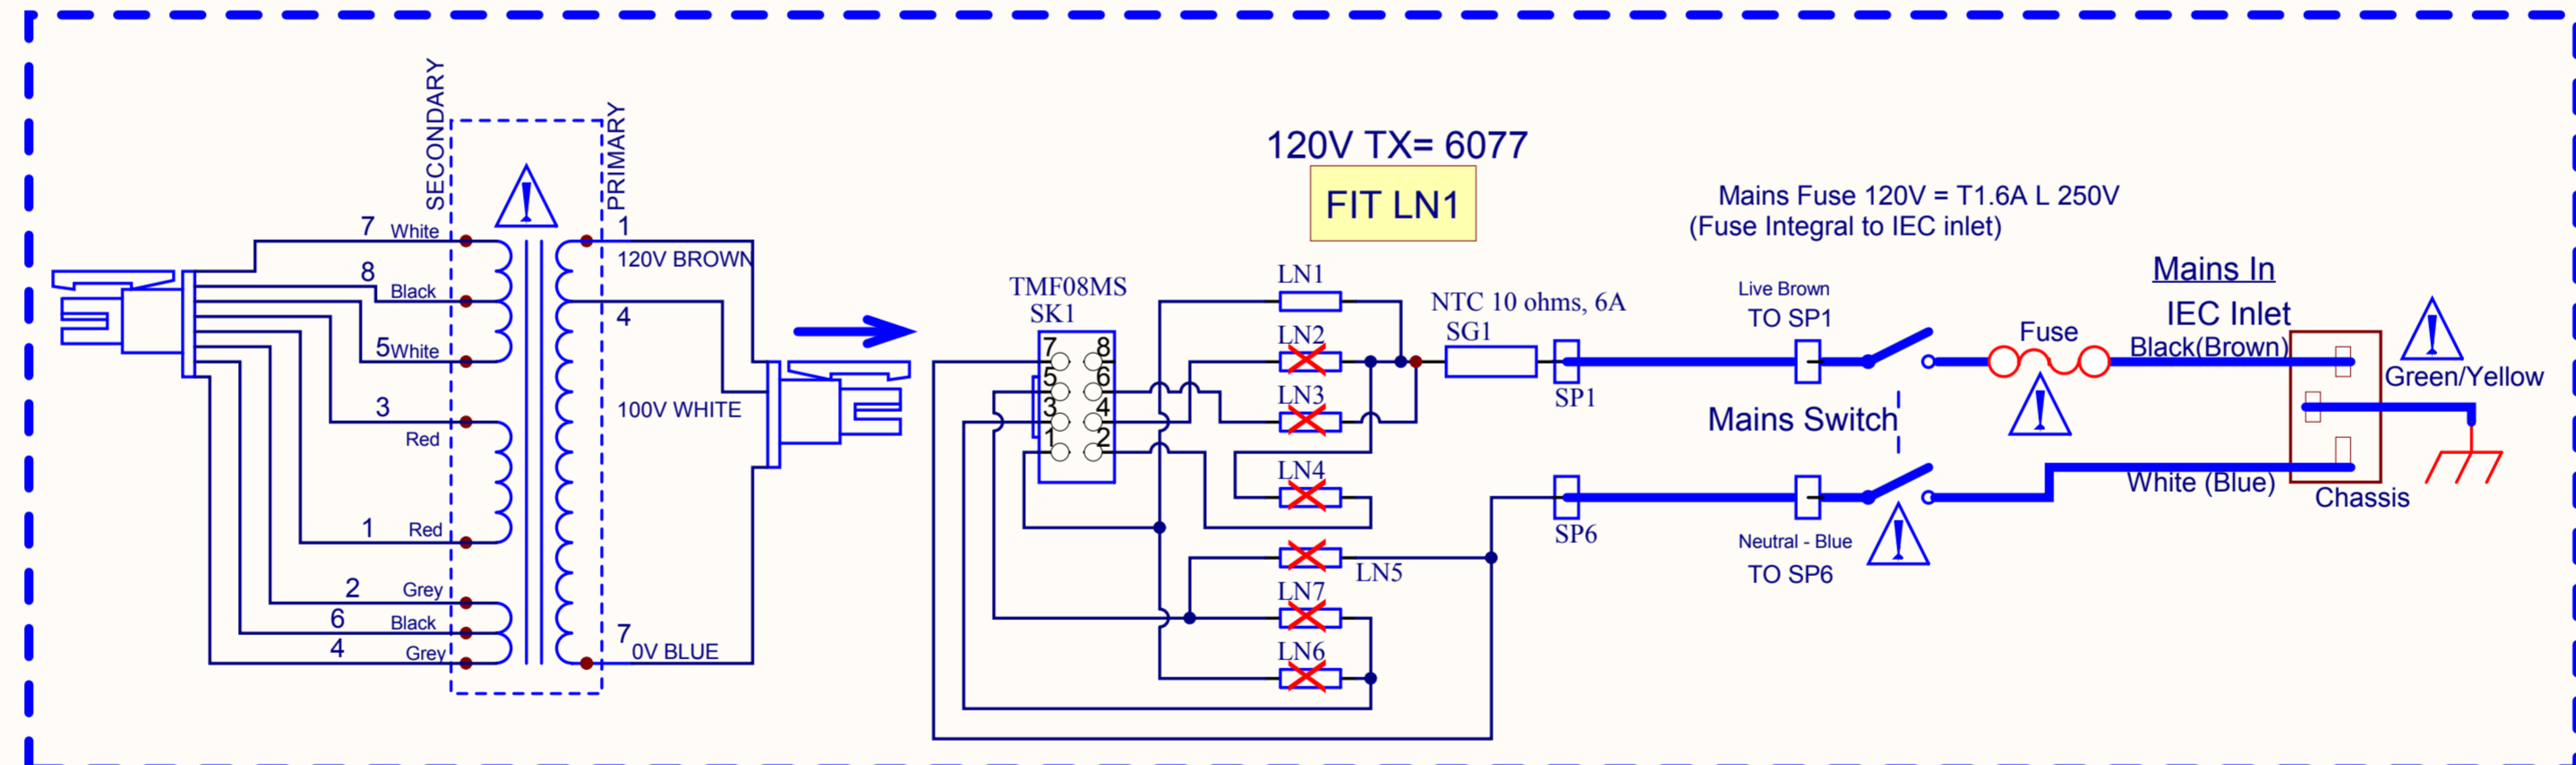 SECONDARY
PRIMARY
7 White
8 Black
5 White
3 Red
1 Red
2 Grey
6 Black
4 Grey
1
120V BROWN
4
100V WHITE
7
0V BLUE
120V TX= 6077
FIT LN1
TMF08MS
SK1
7 8
5 6
3 4
1 2
LN1
LN2
LN3
LN4
LN5
LN7
LN6
NTC 10 ohms, 6A
SG1
SP1
SP6
Mains Fuse 120V = T1.6A L 250V
(Fuse Integral to IEC inlet)
Live Brown
TO SP1
Mains Switch
Neutral - Blue
TO SP6
Fuse
Mains In
IEC Inlet
Black(Brown)
White (Blue)
Green/Yellow
Chassis